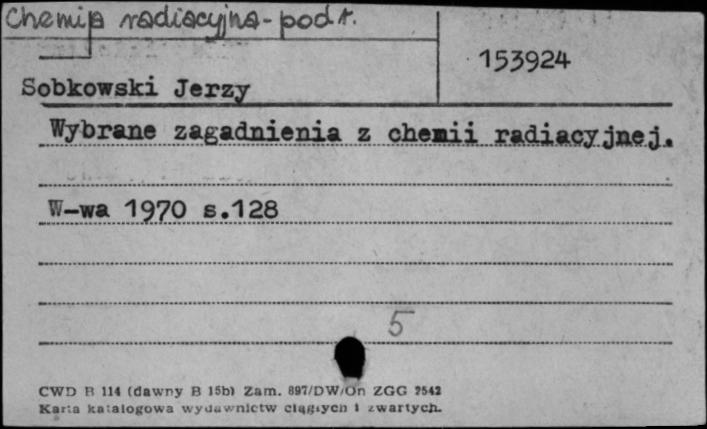 Chemia radiacyjna - podr.
153924
Sobkowski Jerzy
Wybrane zagadnienia z chemii radiacyjnej.
W-wa 1970 s.128
5
CWD B 114 (dawny B 15b) Zam. 897/DW/On ZGG 2542
Karta katalogowa wydawnictw ciągłych i zwartych.